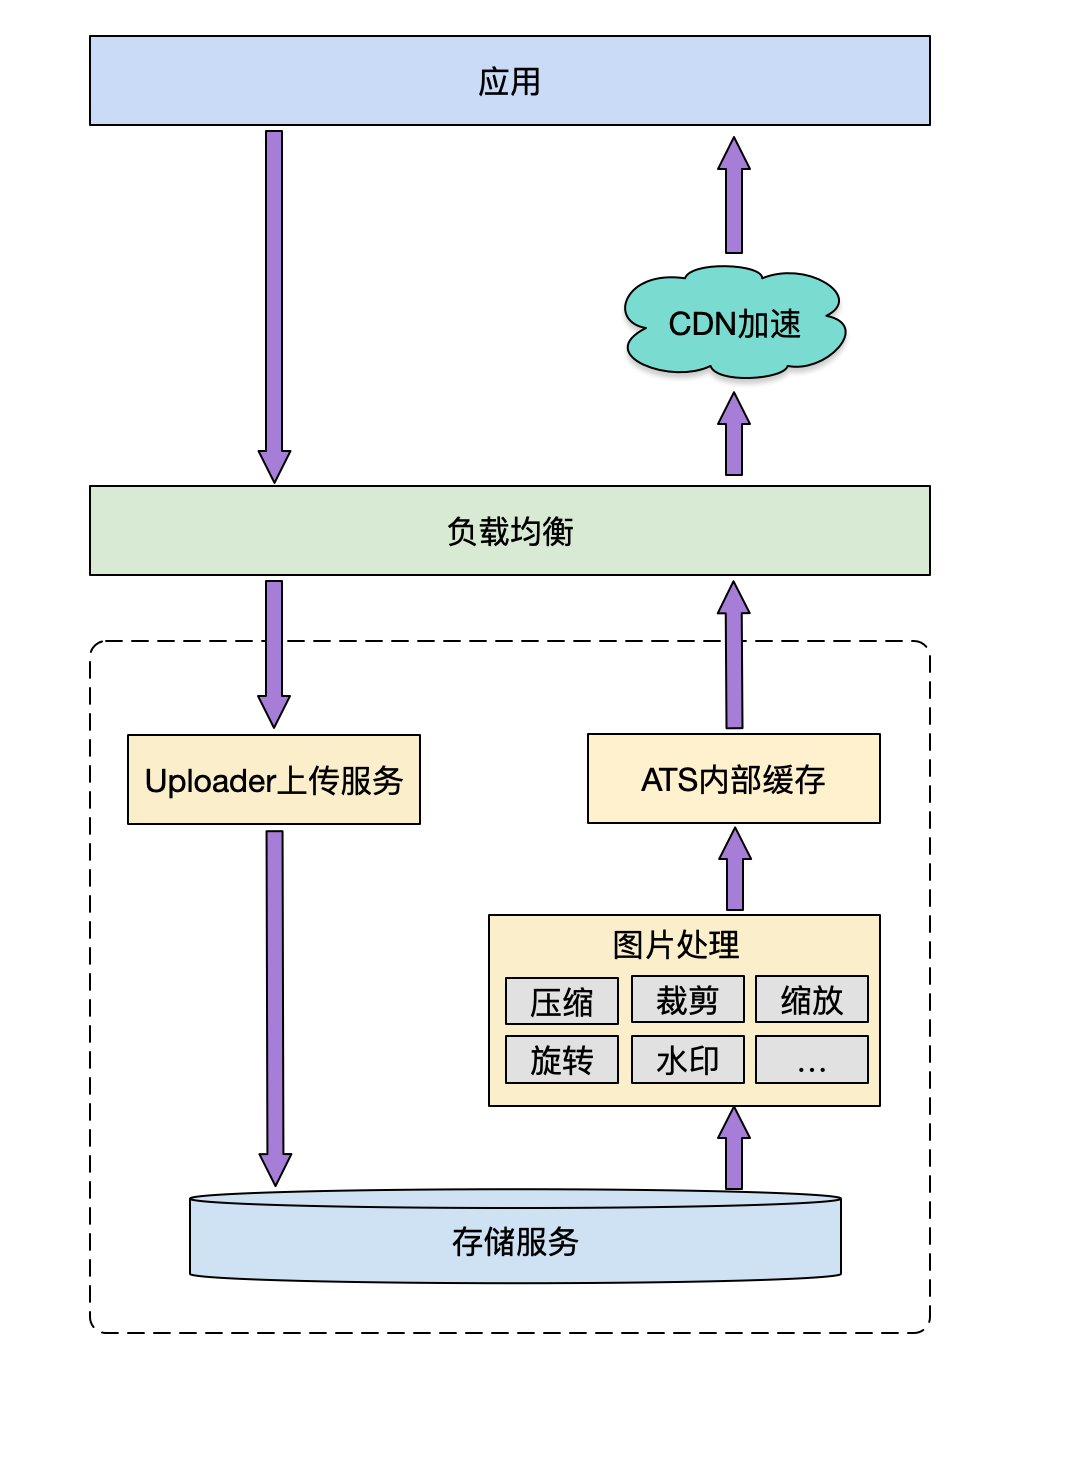 应用
CDN加速
负载均衡
Uploader上传服务
ATS内部缓存
图片处理
压缩
裁剪
缩放
旋转
水印
...
存储服务